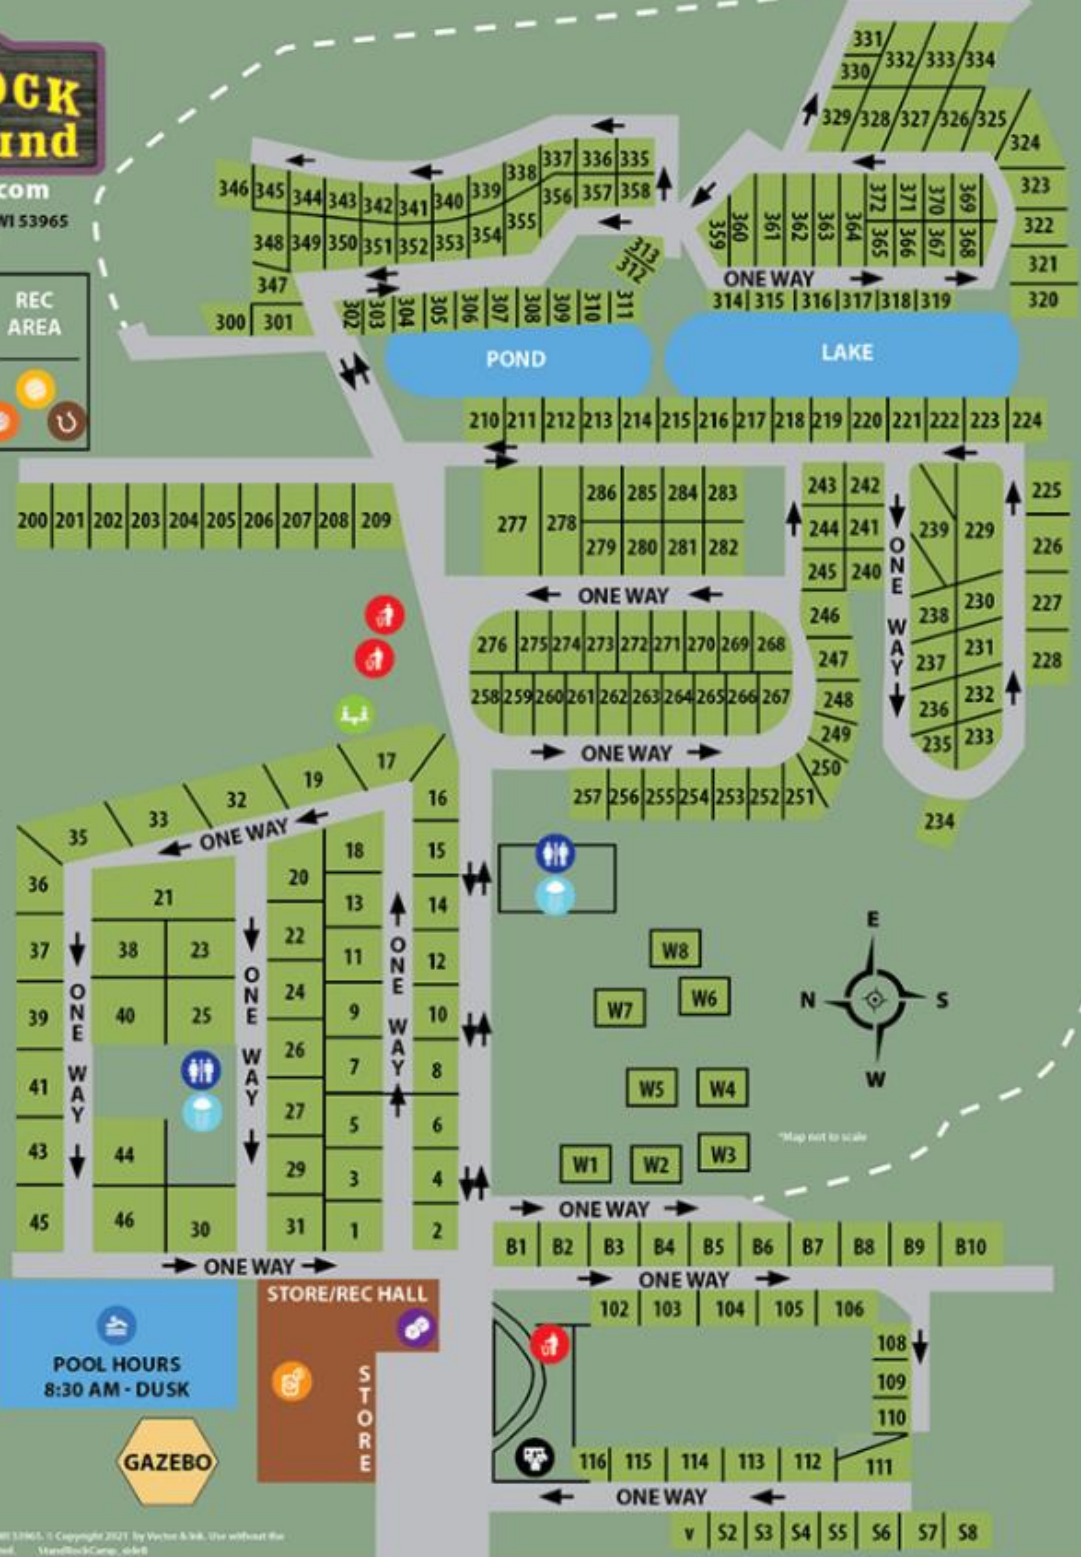 OCK
und
com
WI 53965
REC
AREA
331
332 333 334
330
329 328 327 326 325
324
323
322
321
320
337 336 335
338
346 345 344 343 342 341 340 339
356 357 358
355
354
348 349 350 351 352 353
347
300 301
302 303 304 305 306 307 308 309 310 311
313
312
359 360 361 362 363 364
372 371 370 369
365 366 367 368
ONE WAY
314 315 316 317 318 319
POND
LAKE
210 211 212 213 214 215 216 217 218 219 220 221 222 223 224
200 201 202 203 204 205 206 207 208 209
277 278
286 285 284 283
279 280 281 282
243 242
244 241
245 240
246
247
248
249
250
ONE WAY
239 229
238 230
237 231
236 232
235 233
234
225
226
227
228
ONE WAY
276 275 274 273 272 271 270 269 268
258 259 260 261 262 263 264 265 266 267
ONE WAY
257 256 255 254 253 252 251
35 33 32 19 17
16
ONE WAY
15
14
12
10
8
6
4
2
18
13
11
9
7
5
3
1
ONE WAY
20
22
24
26
27
29
31
ONE WAY
21
38 23
40 25
44
46 30
ONE WAY
36
37
39
41
43
45
ONE WAY
W8
W7 W6
W5 W4
W1 W2 W3
E
N S
W
*Map not to scale
ONE WAY
B1 B2 B3 B4 B5 B6 B7 B8 B9 B10
ONE WAY
102 103 104 105 106
108
109
110
111
116 115 114 113 112
ONE WAY
v S2 S3 S4 S5 S6 S7 S8
STORE/REC HALL
STORE
POOL HOURS
8:30 AM - DUSK
GAZEBO
WI 53965. © Copyright 2021 by Vector & Ink. Use without the
StandRockCamp_side8